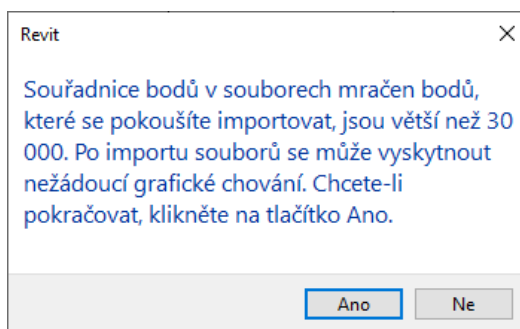 Revit
Souřadnice bodů v souborech mračen bodů,
které se pokoušíte importovat, jsou větší než 30
000. Po importu souborů se může vyskytnout
nežádoucí grafické chování. Chcete-li
pokračovat, klikněte na tlačítko Ano.
Ano
Ne